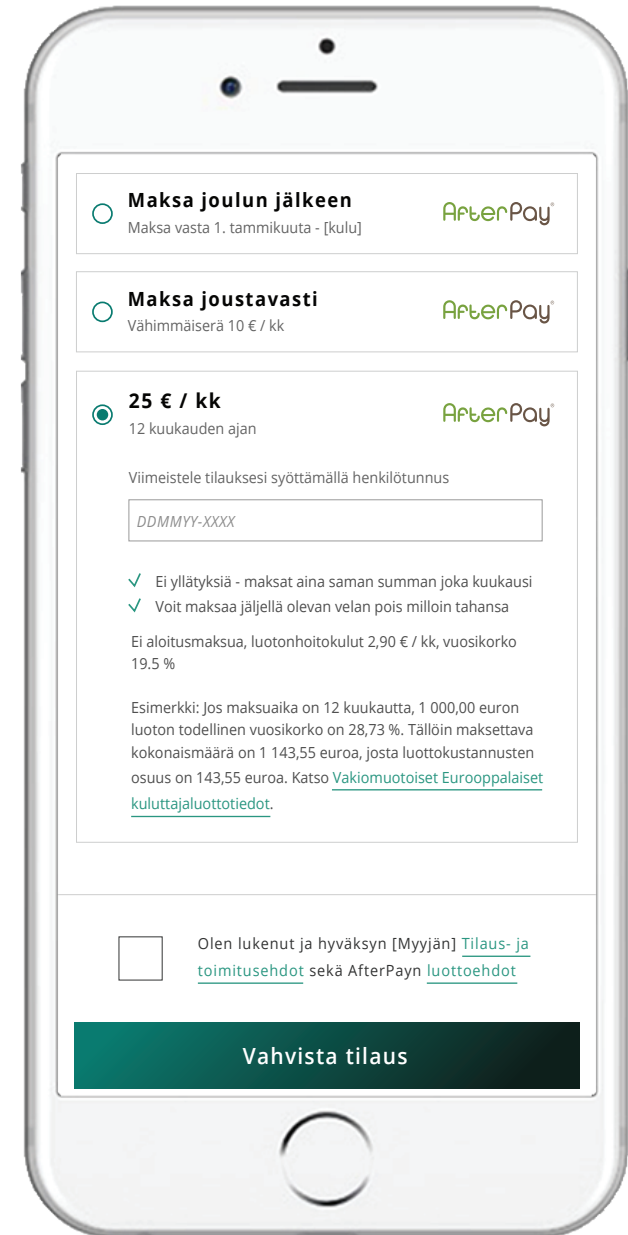 Maksa joulun jälkeen
Maksa vasta 1. tammikuuta - [kulu]
AfterPay®
Maksa joustavasti
Vähimmäiserä 10 € / kk
AfterPay®
25 € / kk
12 kuukauden ajan
AfterPay®
Viimeistele tilauksesi syöttämällä henkilötunnus
DDMMYY-XXXX
Ei yllätyksiä - maksat aina saman summan joka kuukausi
Voit maksaa jäljellä olevan velan pois milloin tahansa
Ei aloitusmaksua, luotonhoitokulut 2,90 € / kk, vuosikorko
19.5 %
Esimerkki: Jos maksuaika on 12 kuukautta, 1 000,00 euron
luoton todellinen vuosikorko on 28,73 %. Tällöin maksettava
kokonaismäärä on 1 143,55 euroa, josta luottokustannusten
osuus on 143,55 euroa. Katso Vakiomuotoiset Eurooppalaiset
kuluttajaluottotiedot.
Olen lukenut ja hyväksyn [Myyjän] Tilaus- ja
toimitusehdot sekä AfterPayn luottoehdot
Vahvista tilaus